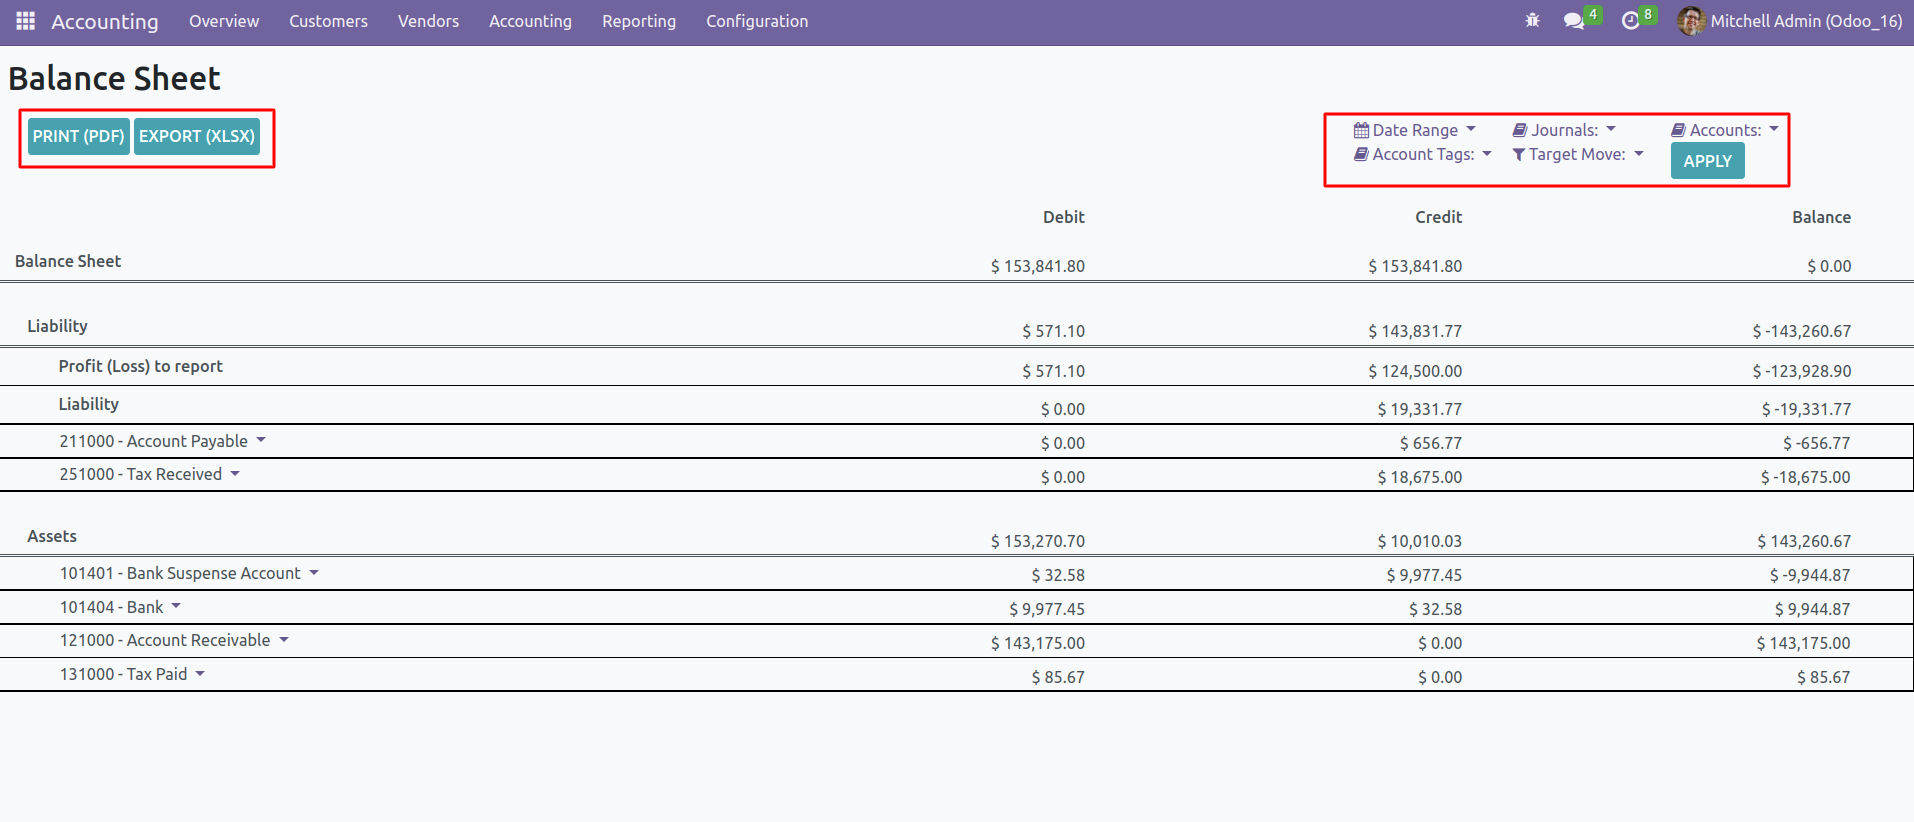 Accounting Overview Customers Vendors Accounting Reporting Configuration 4 8 Mitchell Admin (Odoo_16)
Balance Sheet
PRINT (PDF) EXPORT (XLSX)
Date Range Journals: Accounts:
Account Tags: Target Move: APPLY
Debit Credit Balance
Balance Sheet $ 153,841.80 $ 153,841.80 $ 0.00
Liability $ 571.10 $ 143,831.77 $ -143,260.67
Profit (Loss) to report $ 571.10 $ 124,500.00 $ -123,928.90
Liability $ 0.00 $ 19,331.77 $ -19,331.77
211000 - Account Payable $ 0.00 $ 656.77 $ -656.77
251000 - Tax Received $ 0.00 $ 18,675.00 $ -18,675.00
Assets $ 153,270.70 $ 10,010.03 $ 143,260.67
101401 - Bank Suspense Account $ 32.58 $ 9,977.45 $ -9,944.87
101404 - Bank $ 9,977.45 $ 32.58 $ 9,944.87
121000 - Account Receivable $ 143,175.00 $ 0.00 $ 143,175.00
131000 - Tax Paid $ 85.67 $ 0.00 $ 85.67